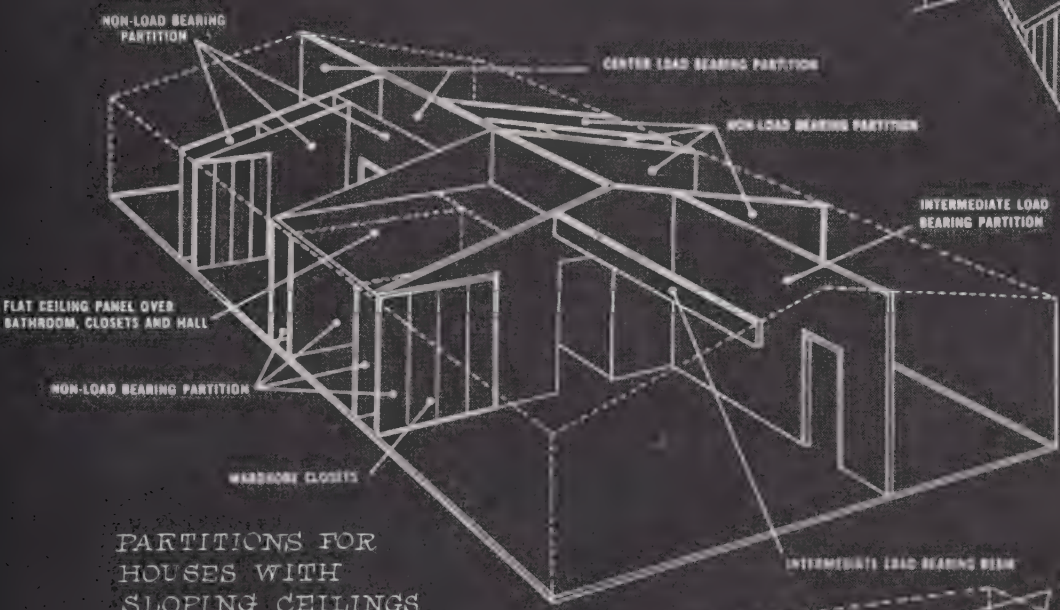 NON-LOAD BEARING
PARTITION
CENTER LOAD BEARING PARTITION
NON-LOAD BEARING PARTITION
INTERMEDIATE LOAD
BEARING PARTITION
FLAT CEILING PANEL OVER
BATHROOM, CLOSETS AND HALL
NON-LOAD BEARING PARTITION
WARDROBE CLOSETS
INTERMEDIATE LOAD BEARING BEAM
PARTITIONS FOR
HOUSES WITH
SLOPING CEILINGS